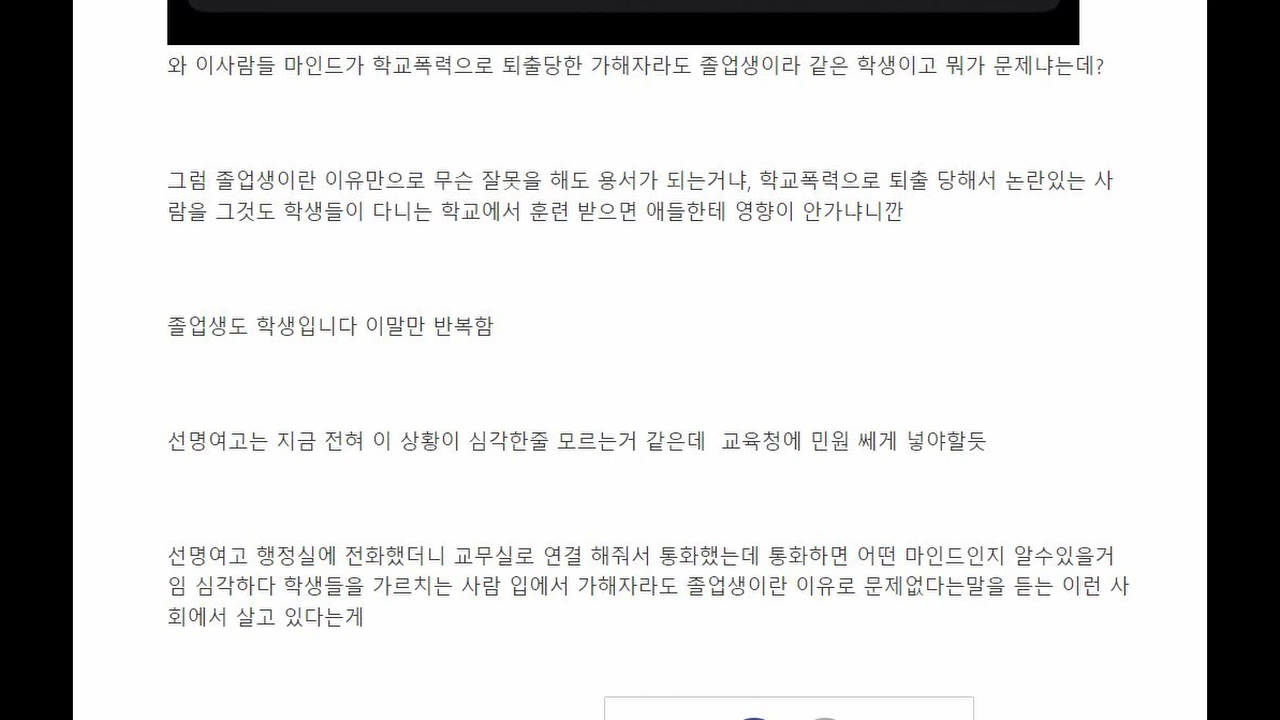 와 이사람들 마인드가 학교폭력으로 퇴출당한 가해자라도 졸업생이라 같은 학생이고 뭐가 문제냐는데?
그럼 졸업생이란 이유만으로 무슨 잘못을 해도 용서가 되는거냐, 학교폭력으로 퇴출 당해서 논란있는 사
람을 그것도 학생들이 다니는 학교에서 훈련 받으면 애들한테 영향이 안가냐니깐
졸업생도 학생입니다 이말만 반복함
선명여고는 지금 전혀 이 상황이 심각한줄 모르는거 같은데  교육청에 민원 쎄게 넣야할듯
선명여고 행정실에 전화했더니 교무실로 연결 해줘서 통화했는데 통화하면 어떤 마인드인지 알수있을거
임 심각하다 학생들을 가르치는 사람 입에서 가해자라도 졸업생이란 이유로 문제없다는말을 듣는 이런 사
회에서 살고 있다는게